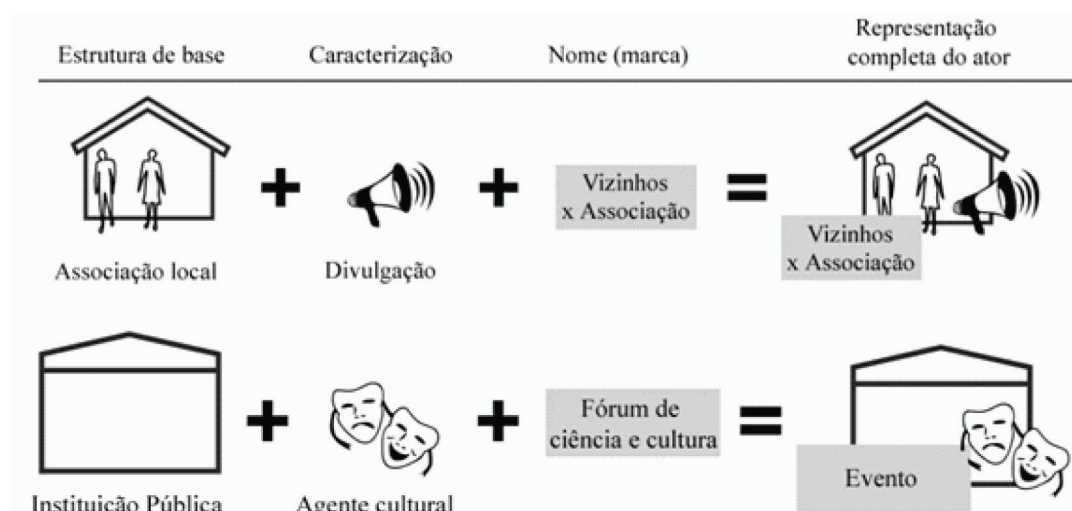 Estrutura de base
Caracterização
Nome (marca)
Representação
completa do ator
Vizinhos
x Associação
Vizinhos
x Associação
Associação local
Divulgação
Fórum de
ciência e cultura
Evento
Instituição Pública
Agente cultural